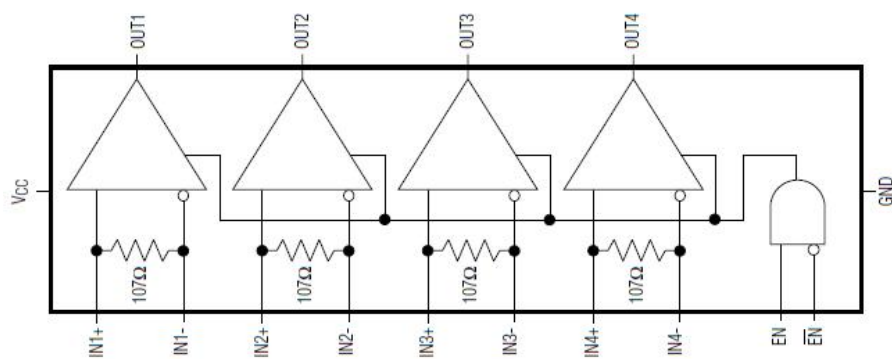 OUT1
OUT2
OUT3
OUT4
VCC
GND
107Ω
107Ω
107Ω
107Ω
IN1+
IN1-
IN2+
IN2-
IN3+
IN3-
IN4+
IN4-
EN
E̅N̅